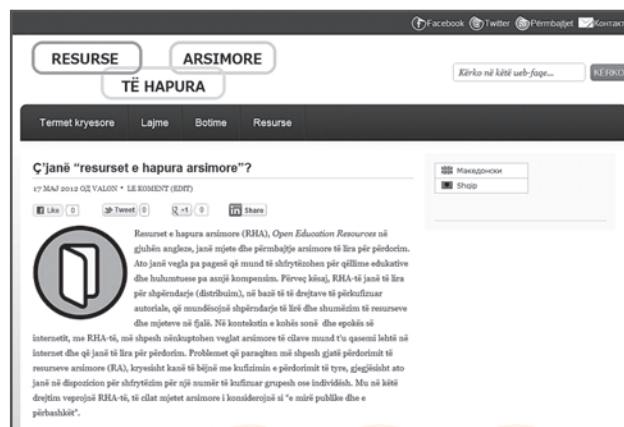 Facebook Twitter Përmbajtjet Контакт
RESURSE ARSIMORE
TË HAPURA
Kërko në këtë ueb-faqe... KËRKO
Termet kryesore Lajme Botime Resurse
Ç'janë “resurset e hapura arsimore”?
17 МАЈ 2012 ОД VALON • LE KOMENT (EDIT)
Like 0 Tweet 0 +1 0 Share
Македонски
Shqip
Resurset e hapura arsimore (RHA), Open Education Resources në
gjuhën angleze, janë mjete dhe përmbajtje arsimore të lira për përdorim.
Ato janë vegla pa pagesë që mund të shfrytëzohen për qëllime edukative
dhe hulumtuese pa asnjë kompensim. Përveç kësaj, RHA-të janë të lira
për shpërndarje (distribuim), në bazë të të drejtave të përkufizuar
autoriale, që mundësojnë shpërndarje të lirë dhe shumëzim të resurseve
dhe mjeteve në fjalë. Në kontekstin e kohës sonë dhe epokës së
internetit, me RHA-të, më shpesh nënkuptohen veglat arsimore të cilave mund t'u qasemi lehtë në
internet dhe që janë të lira për përdorim. Problemet që paraqiten më shpesh gjatë përdorimit të
resurseve arsimore (RA), kryesisht kanë të bëjnë me kufizimin e përdorimit të tyre, gjegjësisht ato
janë në dispozicion për shfrytëzim për një numër të kufizuar grupesh ose individësh. Mu në këtë
drejtim veprojnë RHA-të, të cilat mjetet arsimore i konsiderojnë si "e mirë publike dhe e
përbashkët".